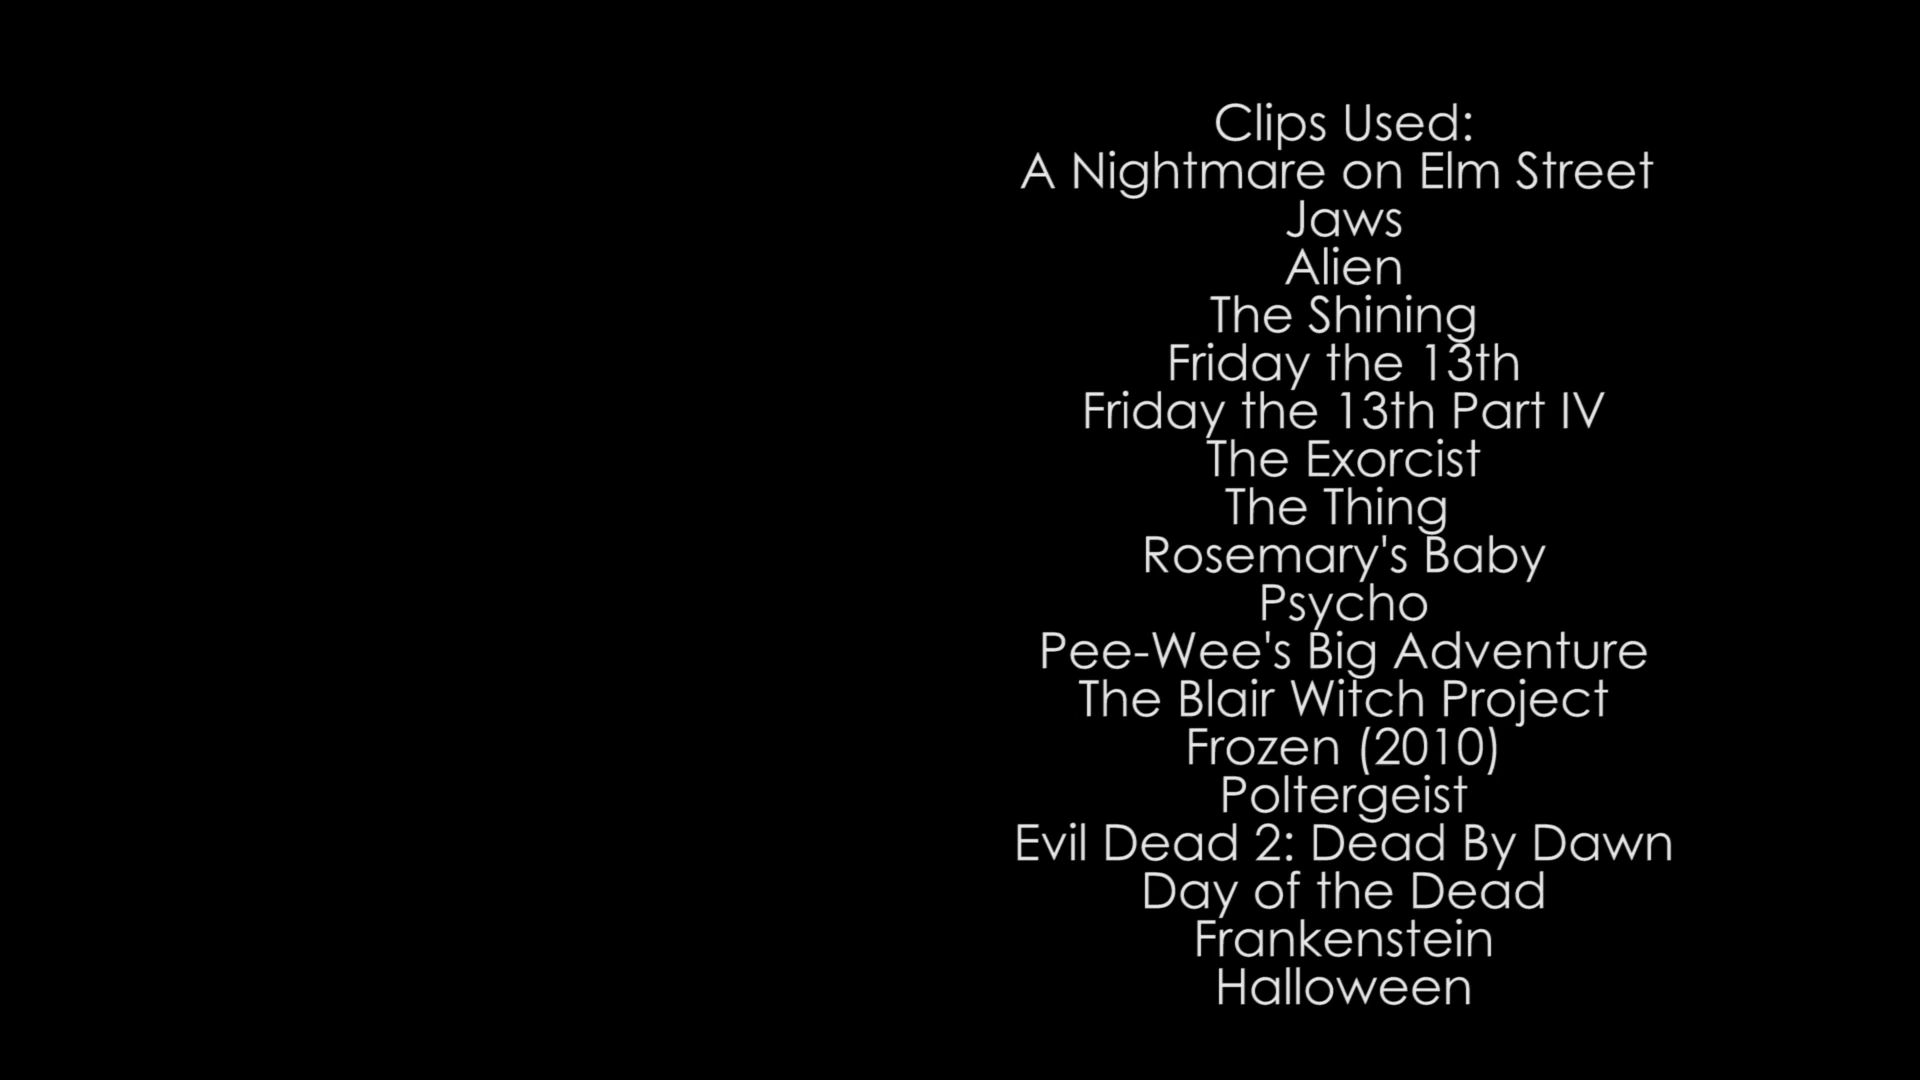 Clips Used:
A Nightmare on Elm Street
Jaws
Alien
The Shining
Friday the 13th
Friday the 13th Part IV
The Exorcist
The Thing
Rosemary's Baby
Psycho
Pee-Wee's Big Adventure
The Blair Witch Project
Frozen (2010)
Poltergeist
Evil Dead 2: Dead By Dawn
Day of the Dead
Frankenstein
Halloween